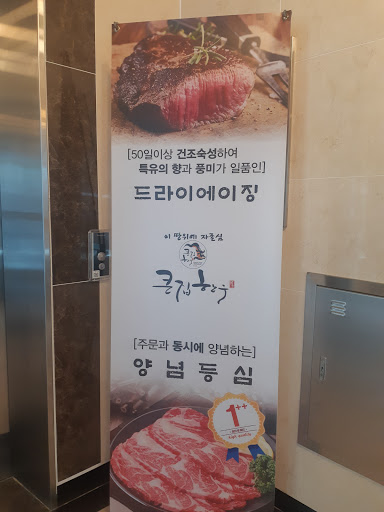 [50일이상 건조숙성하여
특유의 향과 풍미가 일품인]
드라이에이징
이 땅위에 자존심
큰집한우
[주문과 동시에 양념하는]
양념등심
1++